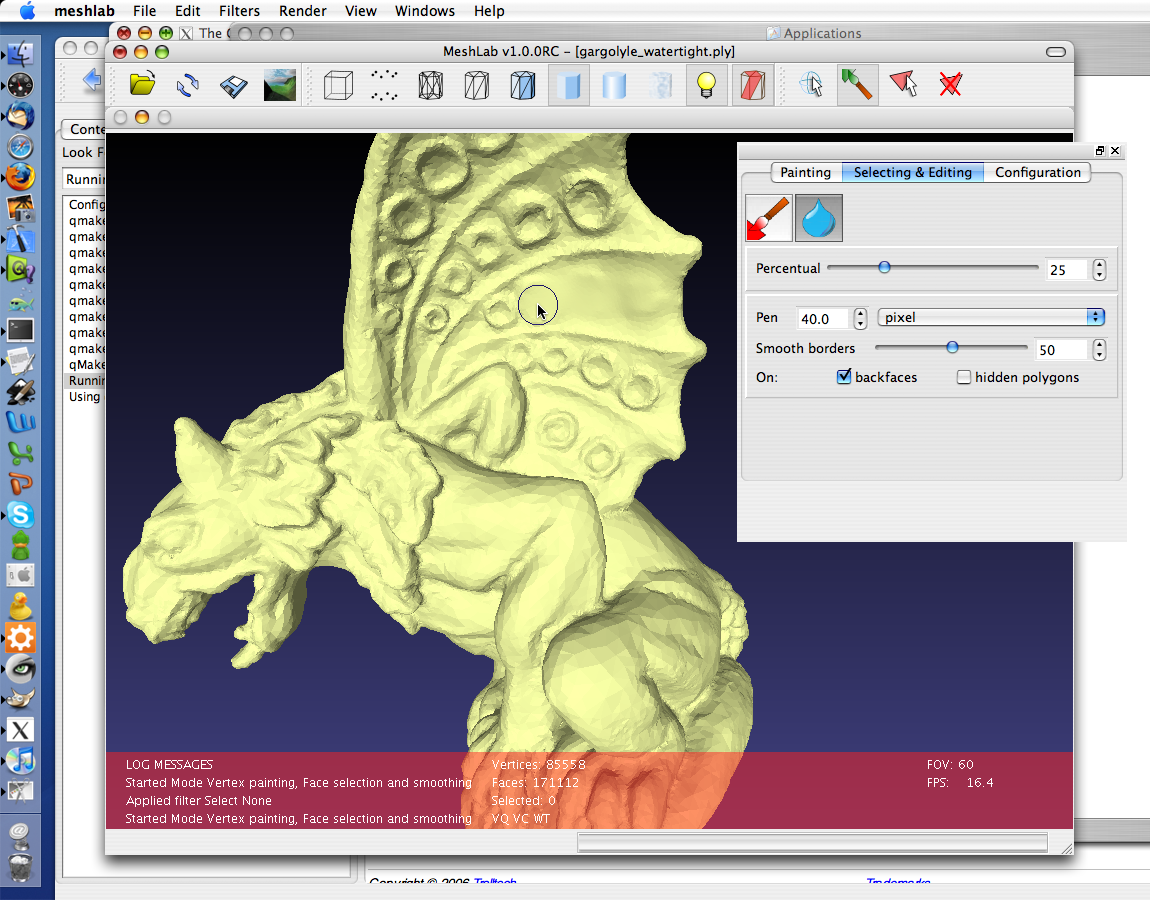 meshlab File Edit Filters Render View Windows Help
The
Applications
MeshLab v1.0.0RC – [gargolyle_watertight.ply]
Conte
Look F
Runnin
Config
qmake
qmake
qmake
qmake
qmake
qmake
qmake
qmake
qmake
qMake
Runnin
Using
Painting Selecting & Editing Configuration
Percentual 25
Pen 40.0 pixel
Smooth borders 50
On: backfaces hidden polygons
LOG MESSAGES Vertices: 85558 FOV: 60
Started Mode Vertex painting, Face selection and smoothing Faces: 171112 FPS: 16.4
Applied filter Select None Selected: 0
Started Mode Vertex painting, Face selection and smoothing VQ VC WT
Copyright © 2006 Trolltech Trademarks